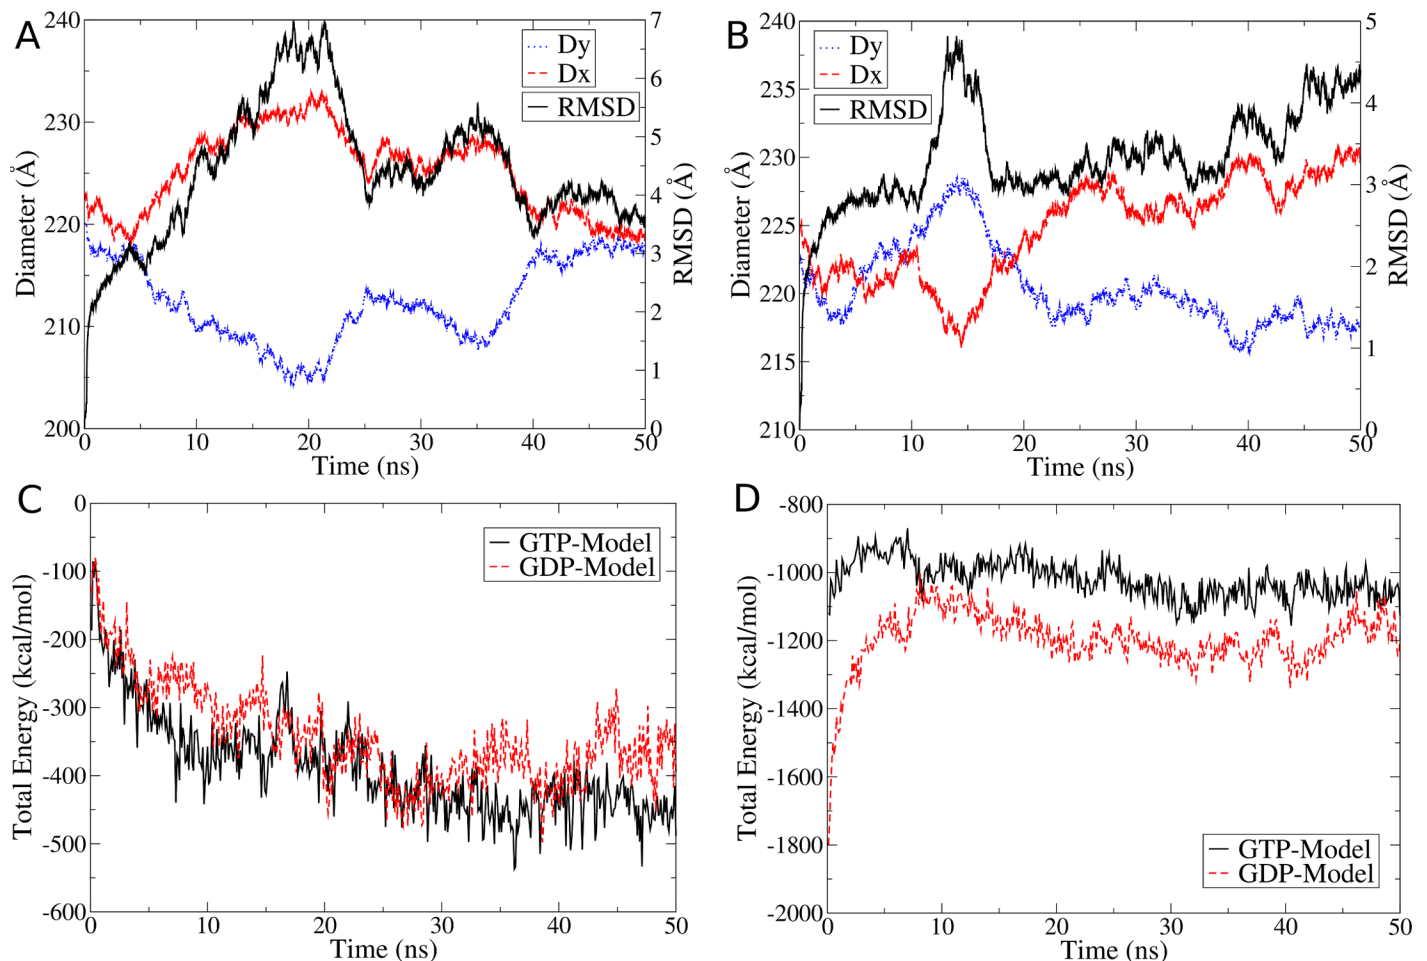 A
240
230
220
210
200
Diameter (Å)
0
10
20
30
40
50
Time (ns)
7
6
5
4
3
2
1
0
RMSD (Å)
Dy
Dx
RMSD
B
240
235
230
225
220
215
210
Diameter (Å)
0
10
20
30
40
50
Time (ns)
5
4
3
2
1
0
RMSD (Å)
Dy
Dx
RMSD
C
0
-100
-200
-300
-400
-500
-600
Total Energy (kcal/mol)
0
10
20
30
40
50
Time (ns)
GTP-Model
GDP-Model
D
-800
-1000
-1200
-1400
-1600
-1800
-2000
Total Energy (kcal/mol)
0
10
20
30
40
50
Time (ns)
GTP-Model
GDP-Model